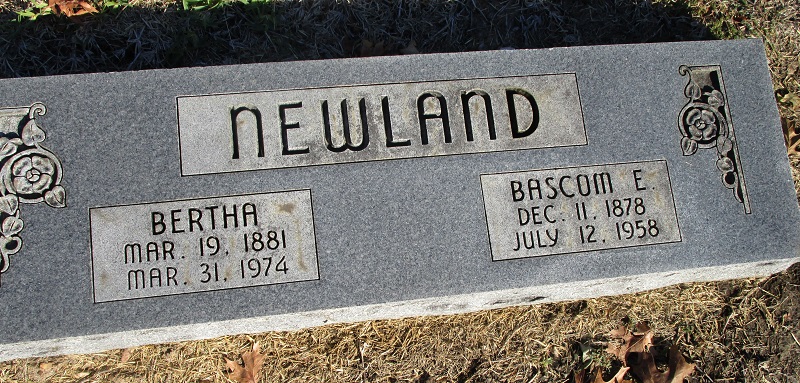 NEWLAND
BERTHA
MAR. 19, 1881
MAR. 31, 1974
BASCOM E.
DEC. 11, 1878
JULY 12, 1958